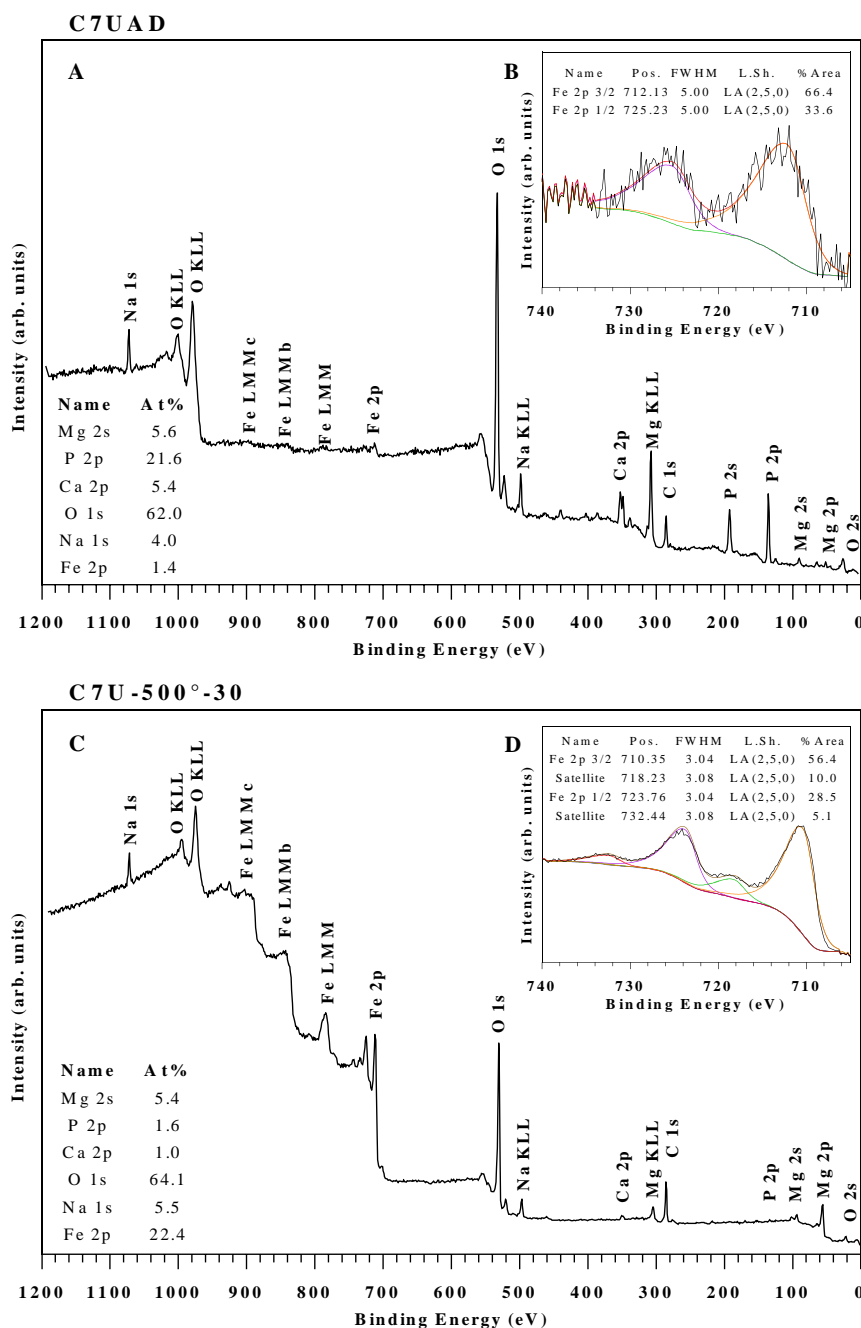 C7UAD
A
B
Name Pos. FWHM L.Sh. %Area
Fe 2p 3/2 712.13 5.00 LA(2,5,0) 66.4
Fe 2p 1/2 725.23 5.00 LA(2,5,0) 33.6
Intensity (arb. units)
740 730 720 710
Binding Energy (eV)
Intensity (arb. units)
Na 1s
O KLL
O KLL
Fe LMMc
Fe LMMb
Fe LMM
Fe 2p
O 1s
Na KLL
Ca 2p
Mg KLL
C 1s
P 2s
P 2p
Mg 2s
Mg 2p
O 2s
Name At%
Mg 2s 5.6
P 2p 21.6
Ca 2p 5.4
O 1s 62.0
Na 1s 4.0
Fe 2p 1.4
1200 1100 1000 900 800 700 600 500 400 300 200 100 0
Binding Energy (eV)
C7U-500°-30
C
D
Name Pos. FWHM L.Sh. %Area
Fe 2p 3/2 710.35 3.04 LA(2,5,0) 56.4
Satellite 718.23 3.08 LA(2,5,0) 10.0
Fe 2p 1/2 723.76 3.04 LA(2,5,0) 28.5
Satellite 732.44 3.08 LA(2,5,0) 5.1
Intensity (arb. units)
740 730 720 710
Binding Energy (eV)
Intensity (arb. units)
Na 1s
O KLL
O KLL
Fe LMMc
Fe LMMb
Fe LMM
Fe 2p
O 1s
Na KLL
Ca 2p
Mg KLL
C 1s
P 2p
Mg 2s
Mg 2p
O 2s
Name At%
Mg 2s 5.4
P 2p 1.6
Ca 2p 1.0
O 1s 64.1
Na 1s 5.5
Fe 2p 22.4
1200 1100 1000 900 800 700 600 500 400 300 200 100 0
Binding Energy (eV)